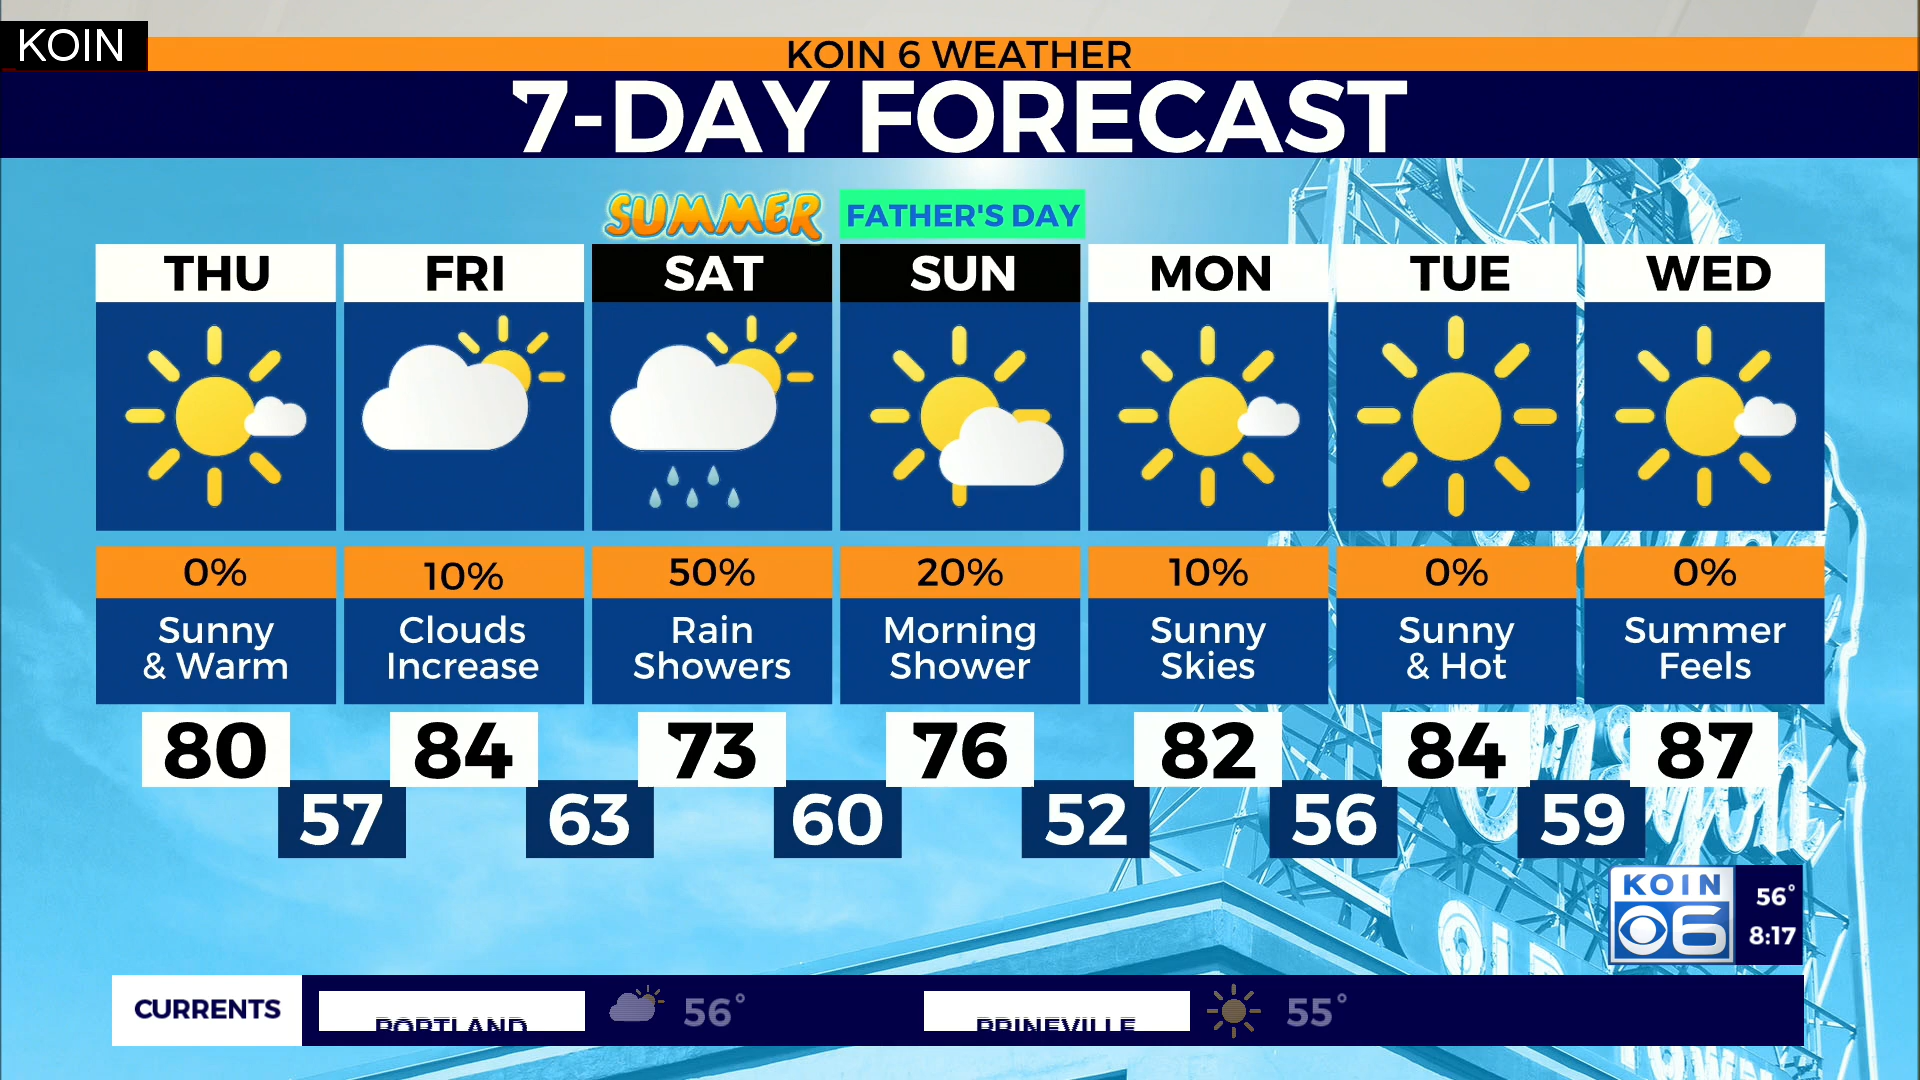 KOIN
KOIN 6 WEATHER
7-DAY FORECAST
SUMMER FATHER'S DAY
THU FRI SAT SUN MON TUE WED
0% 10% 50% 20% 10% 0% 0%
Sunny Clouds Rain Morning Sunny Sunny Summer
& Warm Increase Showers Shower Skies & Hot Feels
80 84 73 76 82 84 87
57 63 60 52 56 59
KOIN 56°
6 8:17
CURRENTS PORTLAND 56° PRINEVILLE 55°
OLD
TOWN